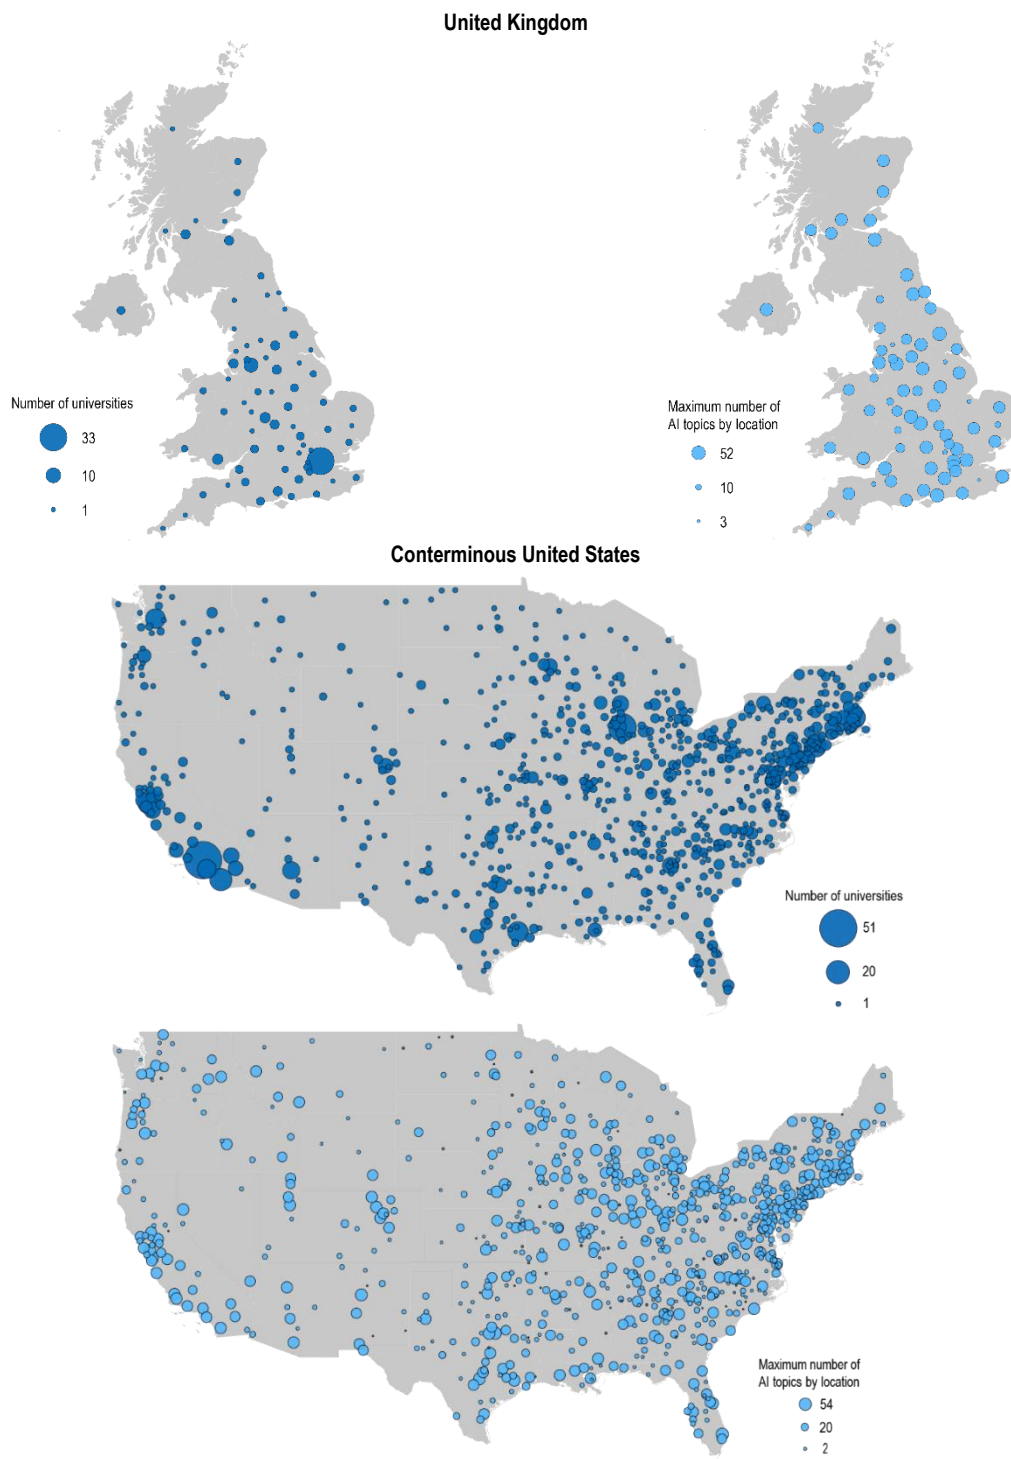 United Kingdom
Number of universities
33
10
1
Maximum number of
AI topics by location
52
10
3
Conterminous United States
Number of universities
51
20
1
Maximum number of
AI topics by location
54
20
2